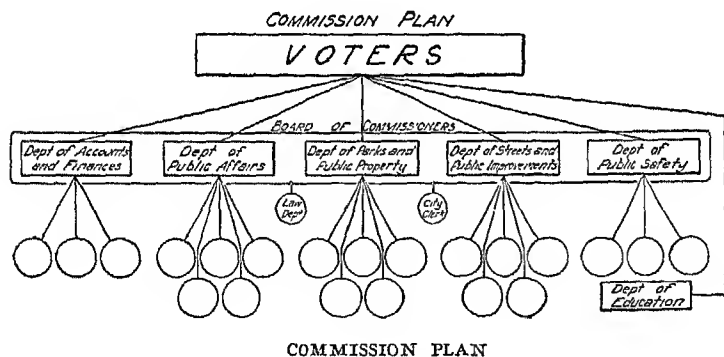 COMMISSION PLAN
VOTERS
BOARD OF COMMISSIONERS
Dept of Accounts
and Finances
Dept of
Public Affairs
Dept of Parks and
Public Property
Dept of Streets and
Public Improvements
Dept of
Public Safety
Law
Dept
City
Clerk
Dept of
Education
COMMISSION PLAN